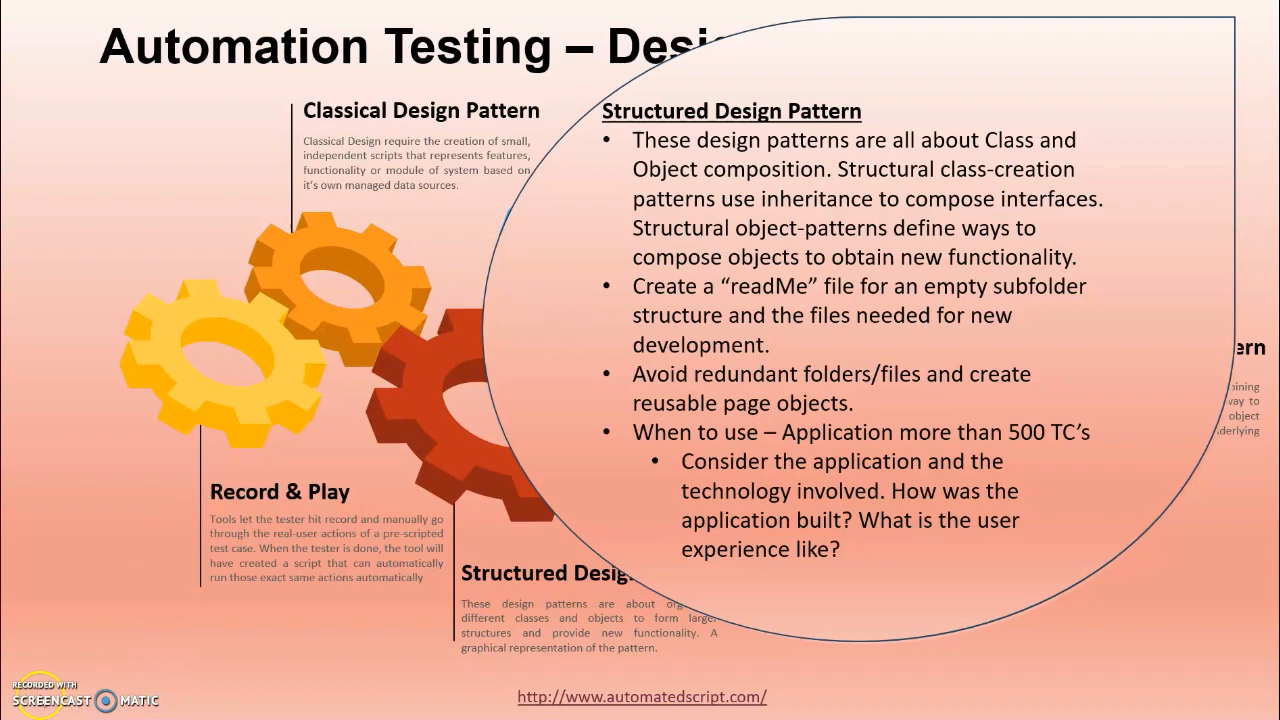 Automation Testing – Desi
Classical Design Pattern
Classical Design require the creation of small,
independent scripts that represents features,
functionality or module of system based on
it's own managed data sources.
Structured Design Pattern
• These design patterns are all about Class and
Object composition. Structural class-creation
patterns use inheritance to compose interfaces.
Structural object-patterns define ways to
compose objects to obtain new functionality.
• Create a “readMe” file for an empty subfolder
structure and the files needed for new
development.
• Avoid redundant folders/files and create
reusable page objects.
• When to use – Application more than 500 TC’s
• Consider the application and the
technology involved. How was the
application built? What is the user
experience like?
ern
ining
way to
object
derlying
Record & Play
Tools let the tester hit record and manually go
through the real-user actions of a pre-scripted
test case. When the tester is done, the tool will
have created a script that can automatically
run those exact same actions automatically
Structured Desig
These design patterns are about org
different classes and objects to form larger
structures and provide new functionality. A
graphical representation of the pattern.
http://www.automatedscript.com/
RECORDED WITH
SCREENCAST MATIC